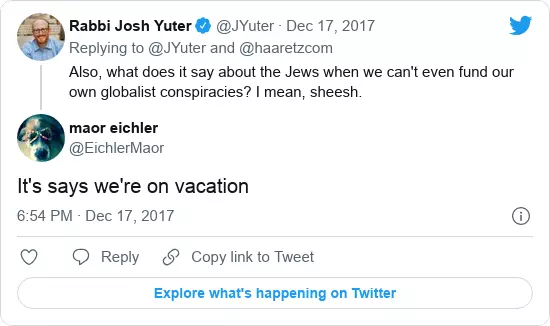 Rabbi Josh Yuter @JYuter · Dec 17, 2017
Replying to @JYuter and @haaretzcom
Also, what does it say about the Jews when we can't even fund our
own globalist conspiracies? I mean, sheesh.
maor eichler
@EichlerMaor
It's says we're on vacation
6:54 PM · Dec 17, 2017
Reply Copy link to Tweet
Explore what's happening on Twitter